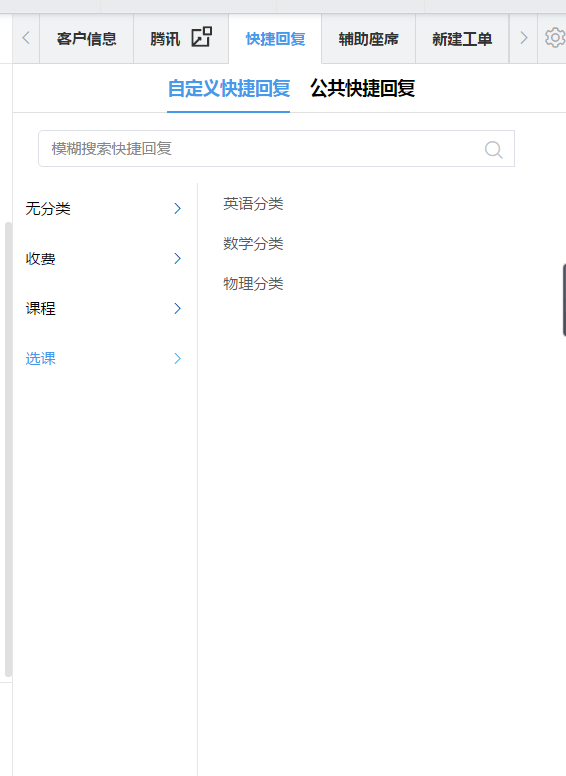 客户信息 腾讯 快捷回复 辅助座席 新建工单
自定义快捷回复 公共快捷回复
模糊搜索快捷回复
无分类
收费
课程
选课
英语分类
数学分类
物理分类